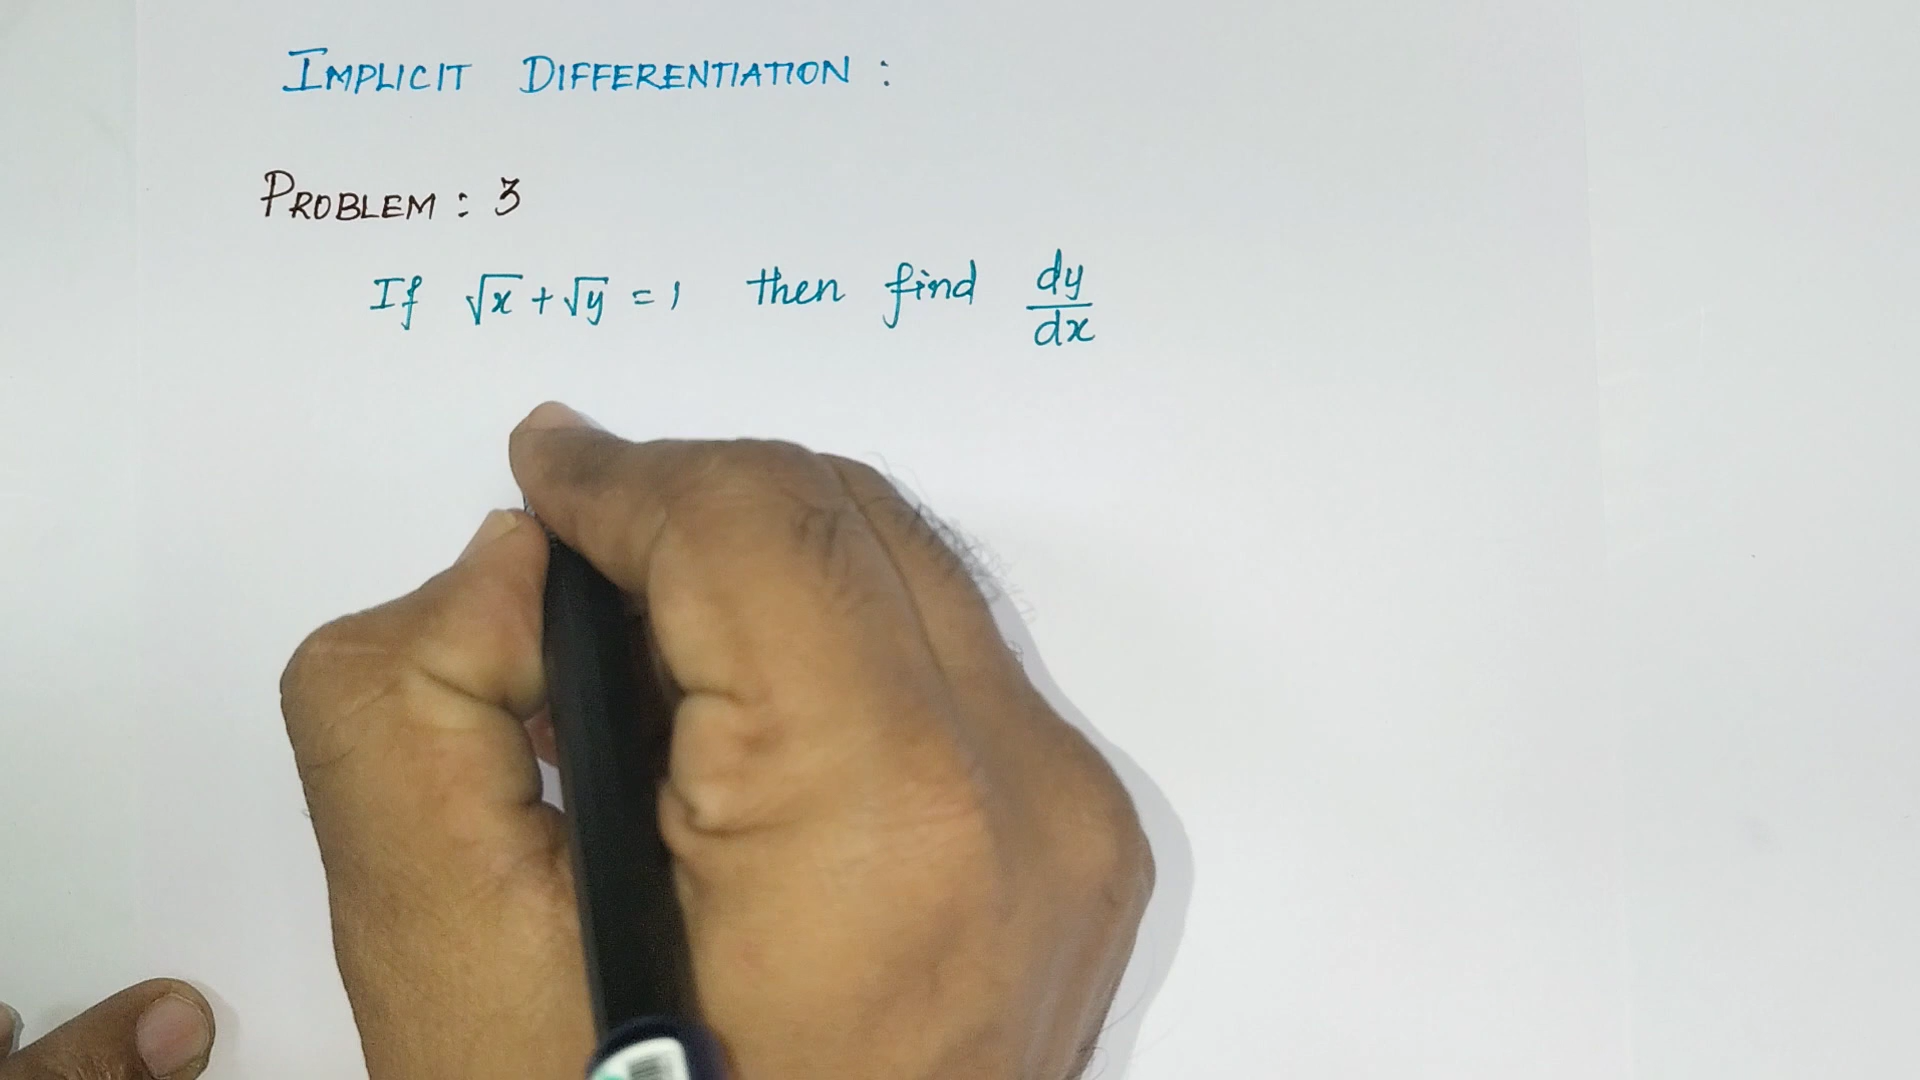 IMPLICIT DIFFERENTIATION :
PROBLEM : 3
If √x + √y = 1 then find dy/dx